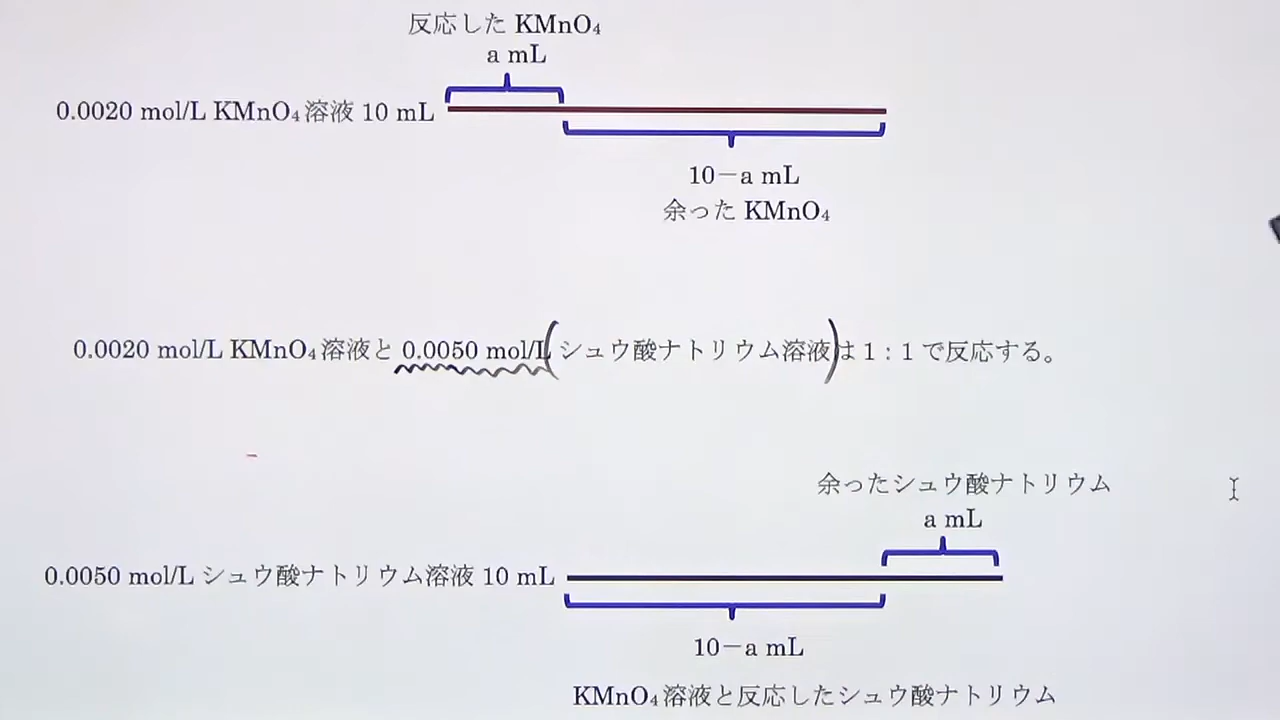 反応した KMnO₄
a mL
0.0020 mol/L KMnO₄ 溶液 10 mL
10－a mL
余った KMnO₄
0.0020 mol/L KMnO₄ 溶液と 0.0050 mol/L(シュウ酸ナトリウム溶液)は 1：1 で反応する。
余ったシュウ酸ナトリウム
a mL
0.0050 mol/L シュウ酸ナトリウム溶液 10 mL
10－a mL
KMnO₄ 溶液と反応したシュウ酸ナトリウム